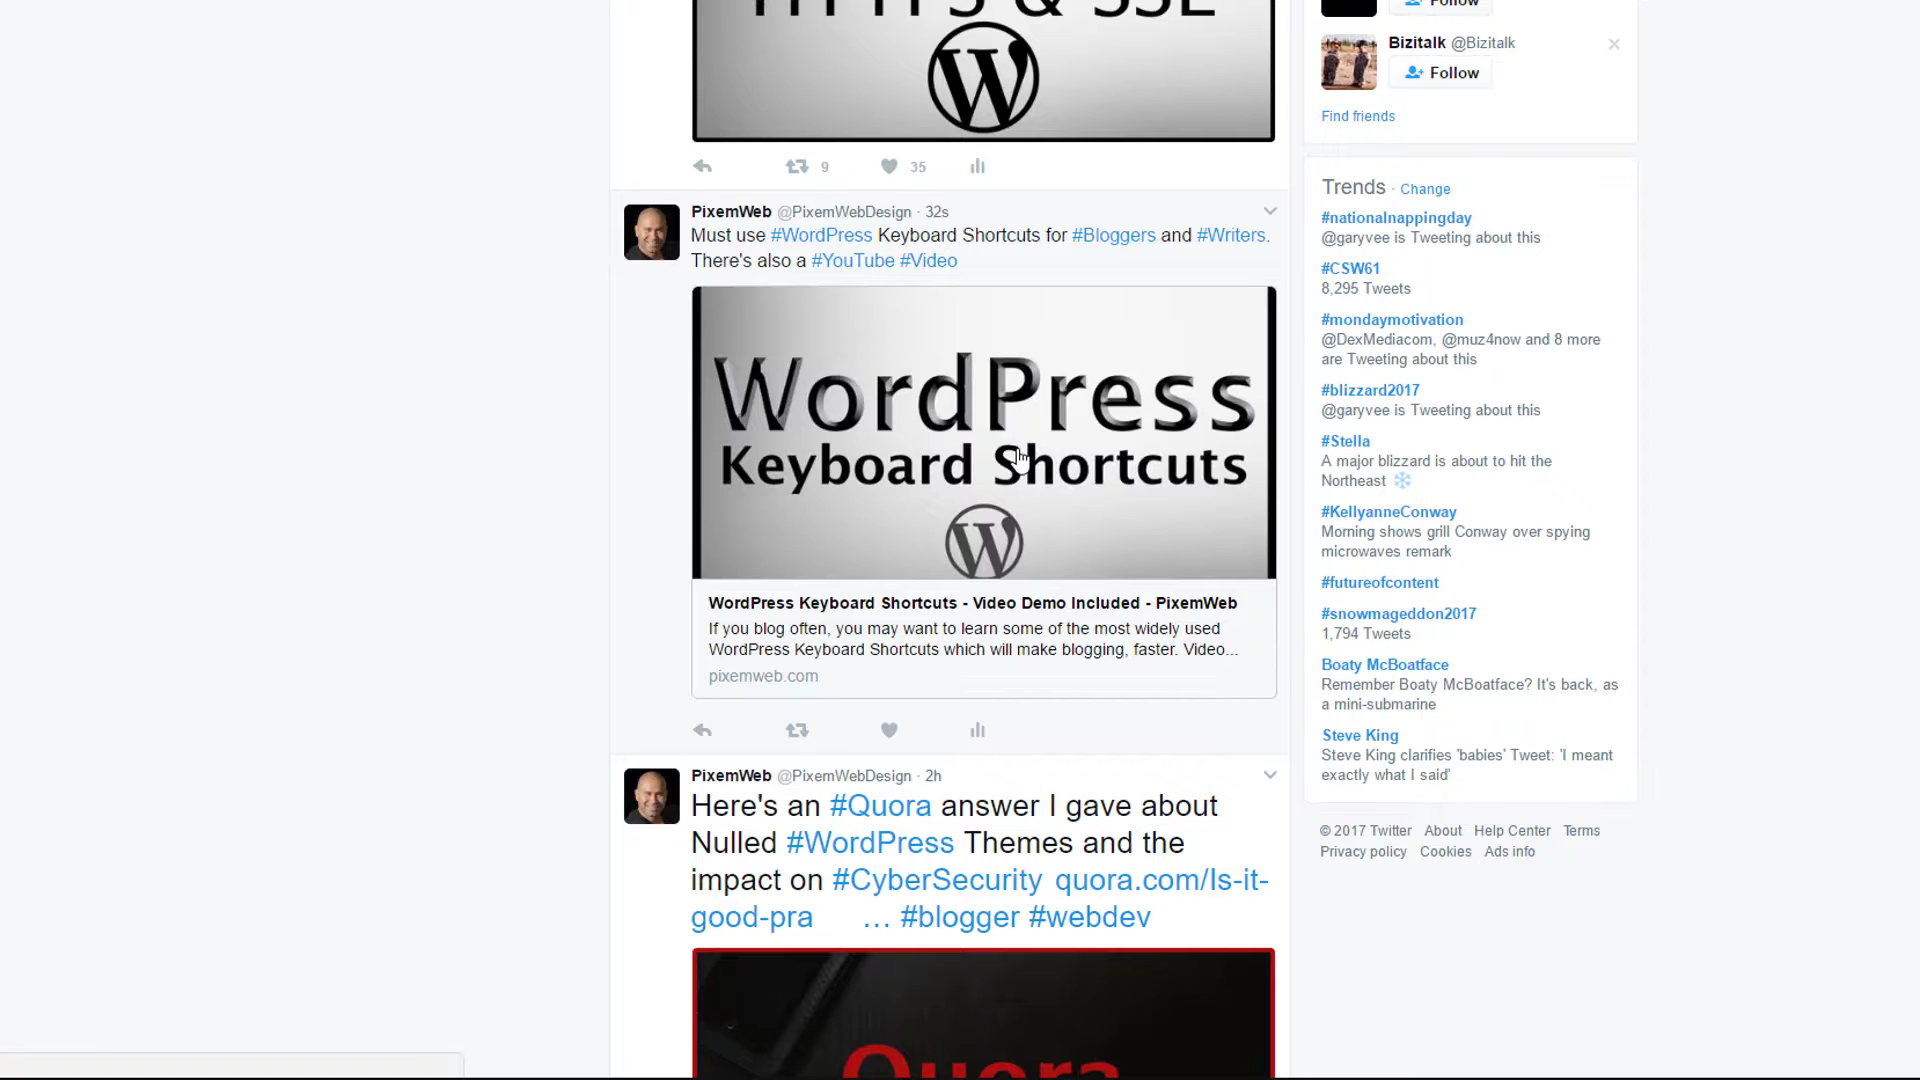 HTTPS & SSL
9
35
PixemWeb @PixemWebDesign · 32s
Must use #WordPress Keyboard Shortcuts for #Bloggers and #Writers.
There's also a #YouTube #Video
WordPress
Keyboard Shortcuts
WordPress Keyboard Shortcuts - Video Demo Included - PixemWeb
If you blog often, you may want to learn some of the most widely used
WordPress Keyboard Shortcuts which will make blogging, faster. Video...
pixemweb.com
PixemWeb @PixemWebDesign · 2h
Here's an #Quora answer I gave about
Nulled #WordPress Themes and the
impact on #CyberSecurity quora.com/Is-it-
good-pra … #blogger #webdev
Quora
Follow
Bizitalk @Bizitalk
Follow
Find friends
Trends · Change
#nationalnappingday
@garyvee is Tweeting about this
#CSW61
8,295 Tweets
#mondaymotivation
@DexMediacom, @muz4now and 8 more
are Tweeting about this
#blizzard2017
@garyvee is Tweeting about this
#Stella
A major blizzard is about to hit the
Northeast
#KellyanneConway
Morning shows grill Conway over spying
microwaves remark
#futureofcontent
#snowmageddon2017
1,794 Tweets
Boaty McBoatface
Remember Boaty McBoatface? It's back, as
a mini-submarine
Steve King
Steve King clarifies 'babies' Tweet: 'I meant
exactly what I said'
© 2017 Twitter About Help Center Terms
Privacy policy Cookies Ads info